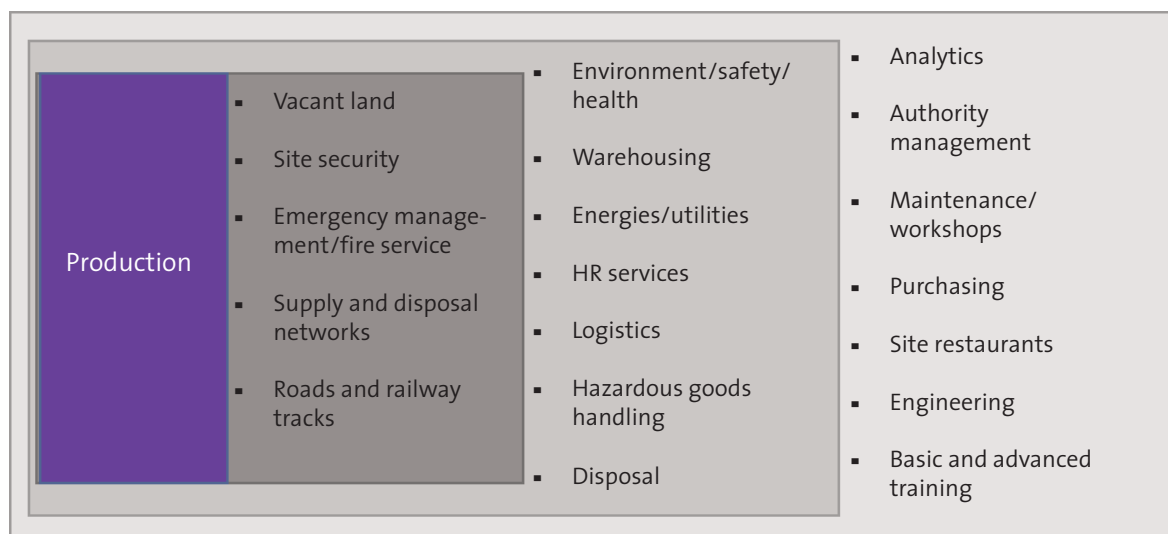 Production
▪ Vacant land
▪ Site security
▪ Emergency manage-
ment/fire service
▪ Supply and disposal
networks
▪ Roads and railway
tracks
▪ Environment/safety/
health
▪ Warehousing
▪ Energies/utilities
▪ HR services
▪ Logistics
▪ Hazardous goods
handling
▪ Disposal
▪ Analytics
▪ Authority
management
▪ Maintenance/
workshops
▪ Purchasing
▪ Site restaurants
▪ Engineering
▪ Basic and advanced
training